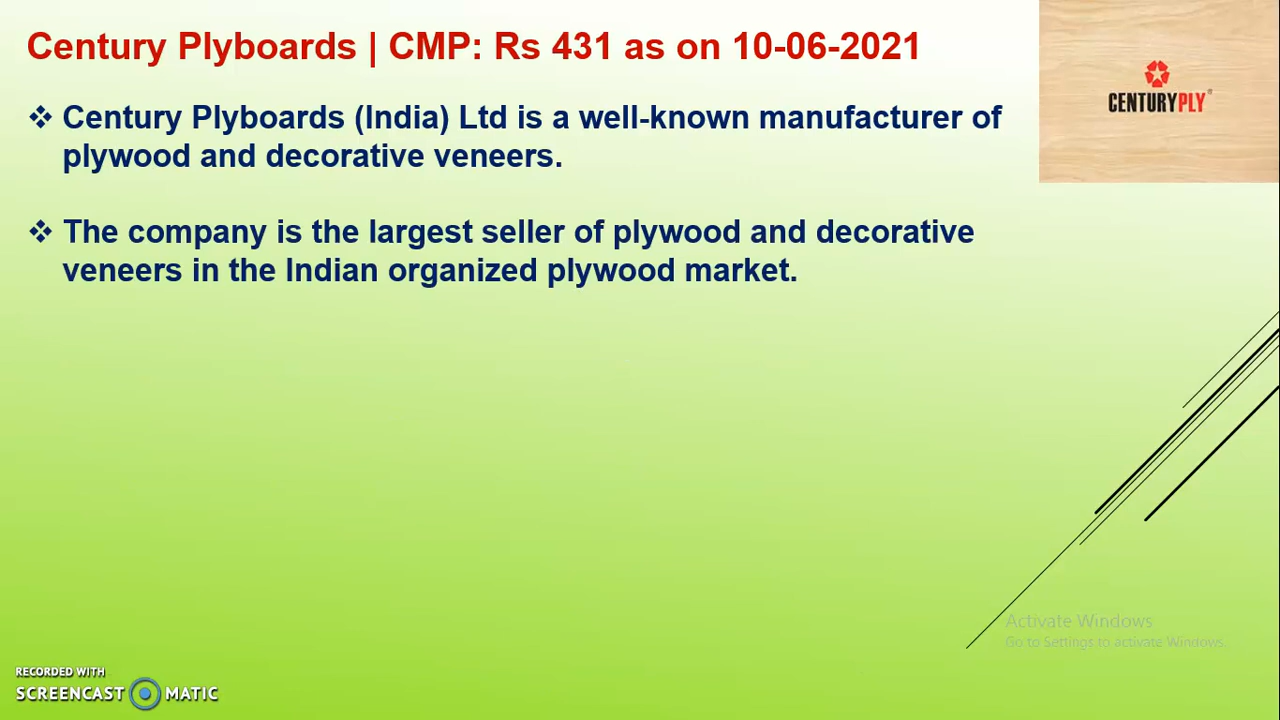 Century Plyboards | CMP: Rs 431 as on 10-06-2021
CENTURYPLY®
❖ Century Plyboards (India) Ltd is a well-known manufacturer of
plywood and decorative veneers.
❖ The company is the largest seller of plywood and decorative
veneers in the Indian organized plywood market.
Activate Windows
Go to Settings to activate Windows.
RECORDED WITH
SCREENCAST MATIC